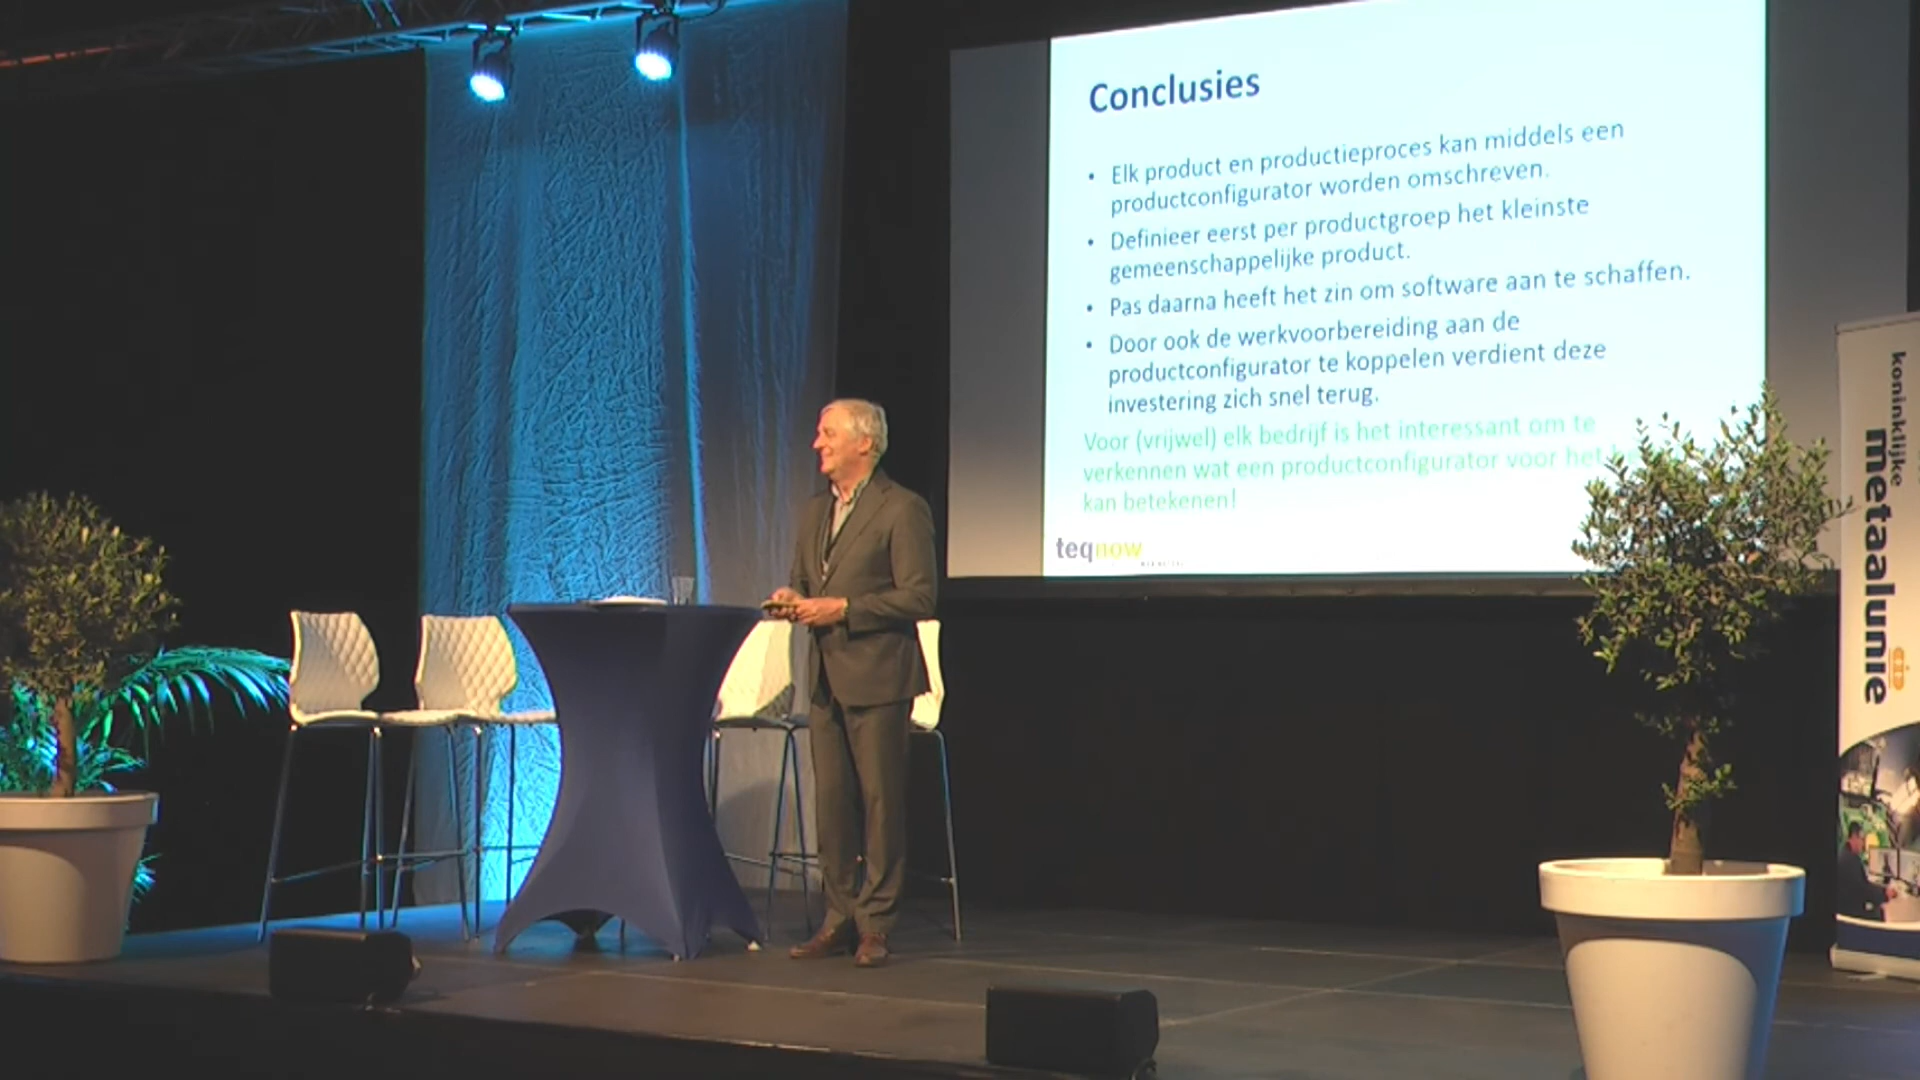 Conclusies
• Elk product en productieproces kan middels een
productconfigurator worden omschreven.
• Definieer eerst per productgroep het kleinste
gemeenschappelijke product.
• Pas daarna heeft het zin om software aan te schaffen.
• Door ook de werkvoorbereiding aan de
productconfigurator te koppelen verdient deze
investering zich snel terug.
Voor (vrijwel) elk bedrijf is het interessant om te
verkennen wat een productconfigurator voor het
kan betekenen!
teqnow
koninklijke
metaalunie